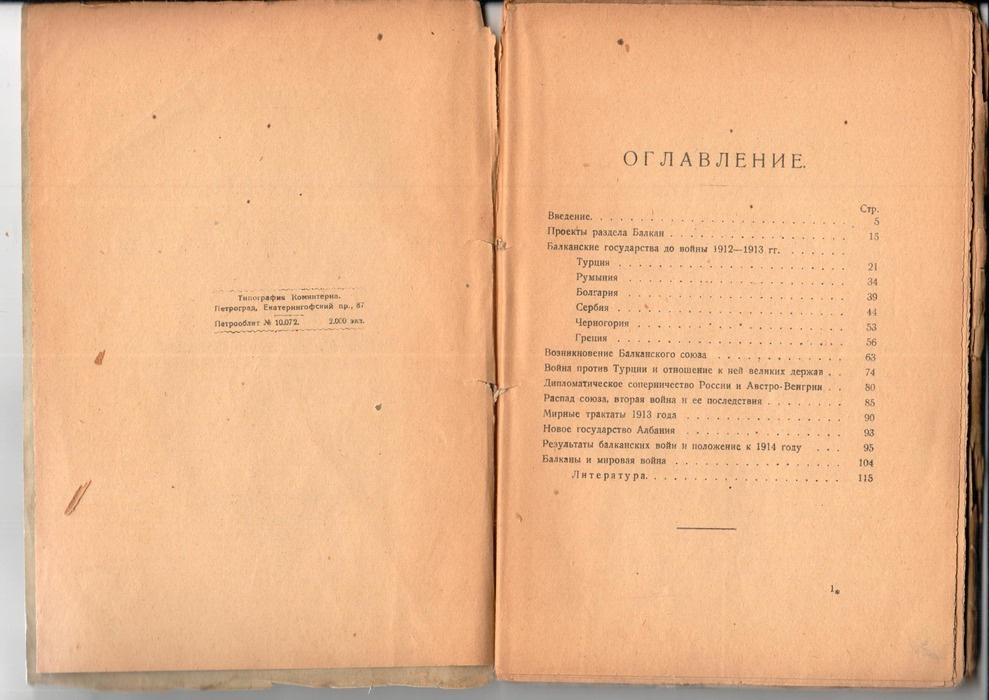 Типография Коминтерна.
Петроград, Екатерингофский пр., 87
Петрооблит № 10.072. 2.000 экз.
ОГЛАВЛЕНИЕ.
Стр.
Введение. 5
Проекты раздела Балкан 15
Балканские государства до войны 1912—1913 гг.
Турция 21
Румыния 34
Болгария 39
Сербия 44
Черногория 53
Греция 56
Возникновение Балканского союза 63
Война против Турции и отношение к ней великих держав 74
Дипломатическое соперничество России и Австро-Венгрии 80
Распад союза, вторая война и ее последствия 85
Мирные трактаты 1913 года 90
Новое государство Албания 93
Результаты балканских войн и положение к 1914 году 95
Балканы и мировая война 104
Литература. 115
1*